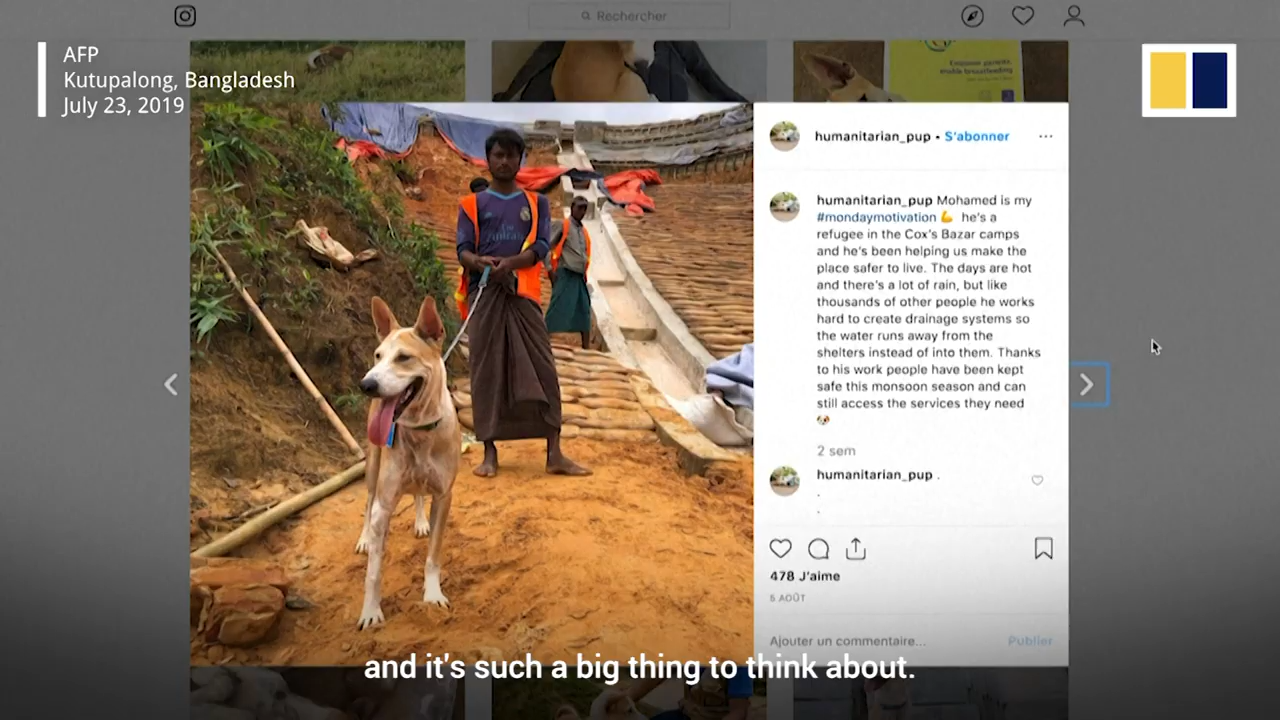 Rechercher
AFP
Kutupalong, Bangladesh
July 23, 2019
Empower parents,
enable breastfeeding
humanitarian_pup • S'abonner
humanitarian_pup Mohamed is my
#mondaymotivation 💪 he's a
refugee in the Cox's Bazar camps
and he's been helping us make the
place safer to live. The days are hot
and there's a lot of rain, but like
thousands of other people he works
hard to create drainage systems so
the water runs away from the
shelters instead of into them. Thanks
to his work people have been kept
safe this monsoon season and can
still access the services they need
🐶
2 sem
humanitarian_pup .
.
.
478 J'aime
5 AOÛT
Ajouter un commentaire...
Publier
and it's such a big thing to think about.